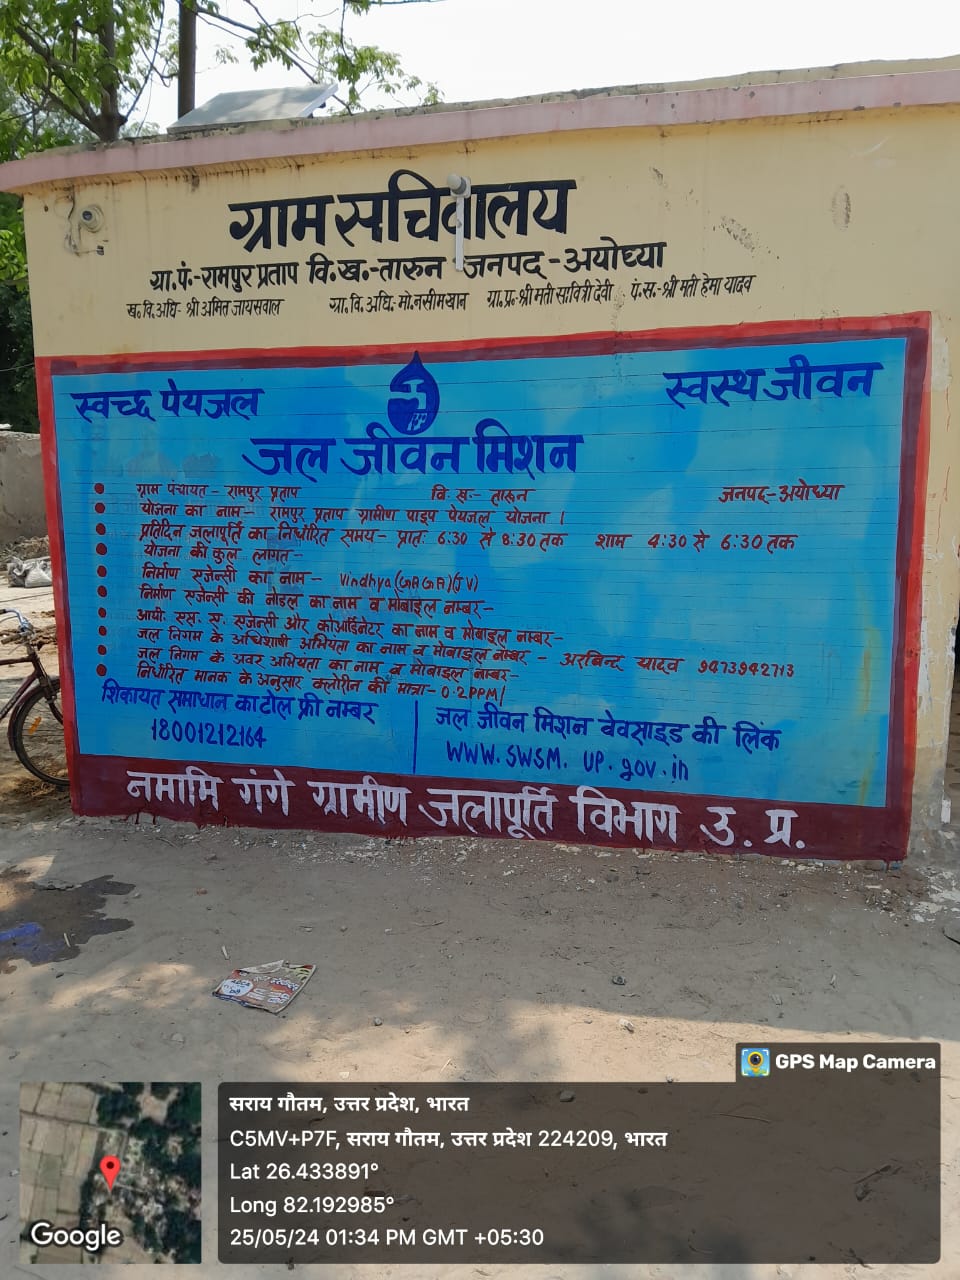 ग्राम सचिवालय
ग्रा.पं.-रामपुर प्रताप वि.ख.-तारुन जनपद-अयोध्या
ख.वि.अधि- श्री अमित जायसवाल ग्रा.वि.अधि- मो.नसीम खान ग्रा.प्र.-श्रीमती सावित्री देवी पं.स.-श्रीमती हेमा यादव
स्वच्छ पेयजल स्वस्थ जीवन
जल जीवन मिशन
ग्राम पंचायत- रामपुर प्रताप वि.ख.- तारुन जनपद-अयोध्या
योजना का नाम- रामपुर प्रताप ग्रामीण पाइप पेयजल योजना।
प्रतिदिन जलापूर्ति का निर्धारित समय- प्रातः 6:30 से 8:30 तक शाम 4:30 से 6:30 तक
योजना की कुल लागत-
निर्माण एजेन्सी का नाम- Vindhya(GAGA)(JV)
निर्माण एजेन्सी की नोडल का नाम व मोबाइल नम्बर-
आयी. एस. ए. एजेन्सी और कोआर्डिनेटर का नाम व मोबाइल नम्बर-
जल निगम के अधिशाषी अभियंता का नाम व मोबाइल नम्बर - अरबिन्द यादव 9473942713
जल निगम के अवर अभियंता का नाम व मोबाइल नम्बर-
निर्धारित मानक के अनुसार क्लोरीन की मात्रा-0.2PPM।
शिकायत समाधान का टोल फ्री नम्बर
18001212164
जल जीवन मिशन वेवसाइड की लिंक
WWW.SWSM.UP.gov.in
नमामि गंगे ग्रामीण जलापूर्ति विभाग उ.प्र.
GPS Map Camera
सराय गौतम, उत्तर प्रदेश, भारत
C5MV+P7F, सराय गौतम, उत्तर प्रदेश 224209, भारत
Lat 26.433891°
Long 82.192985°
25/05/24 01:34 PM GMT +05:30
Google